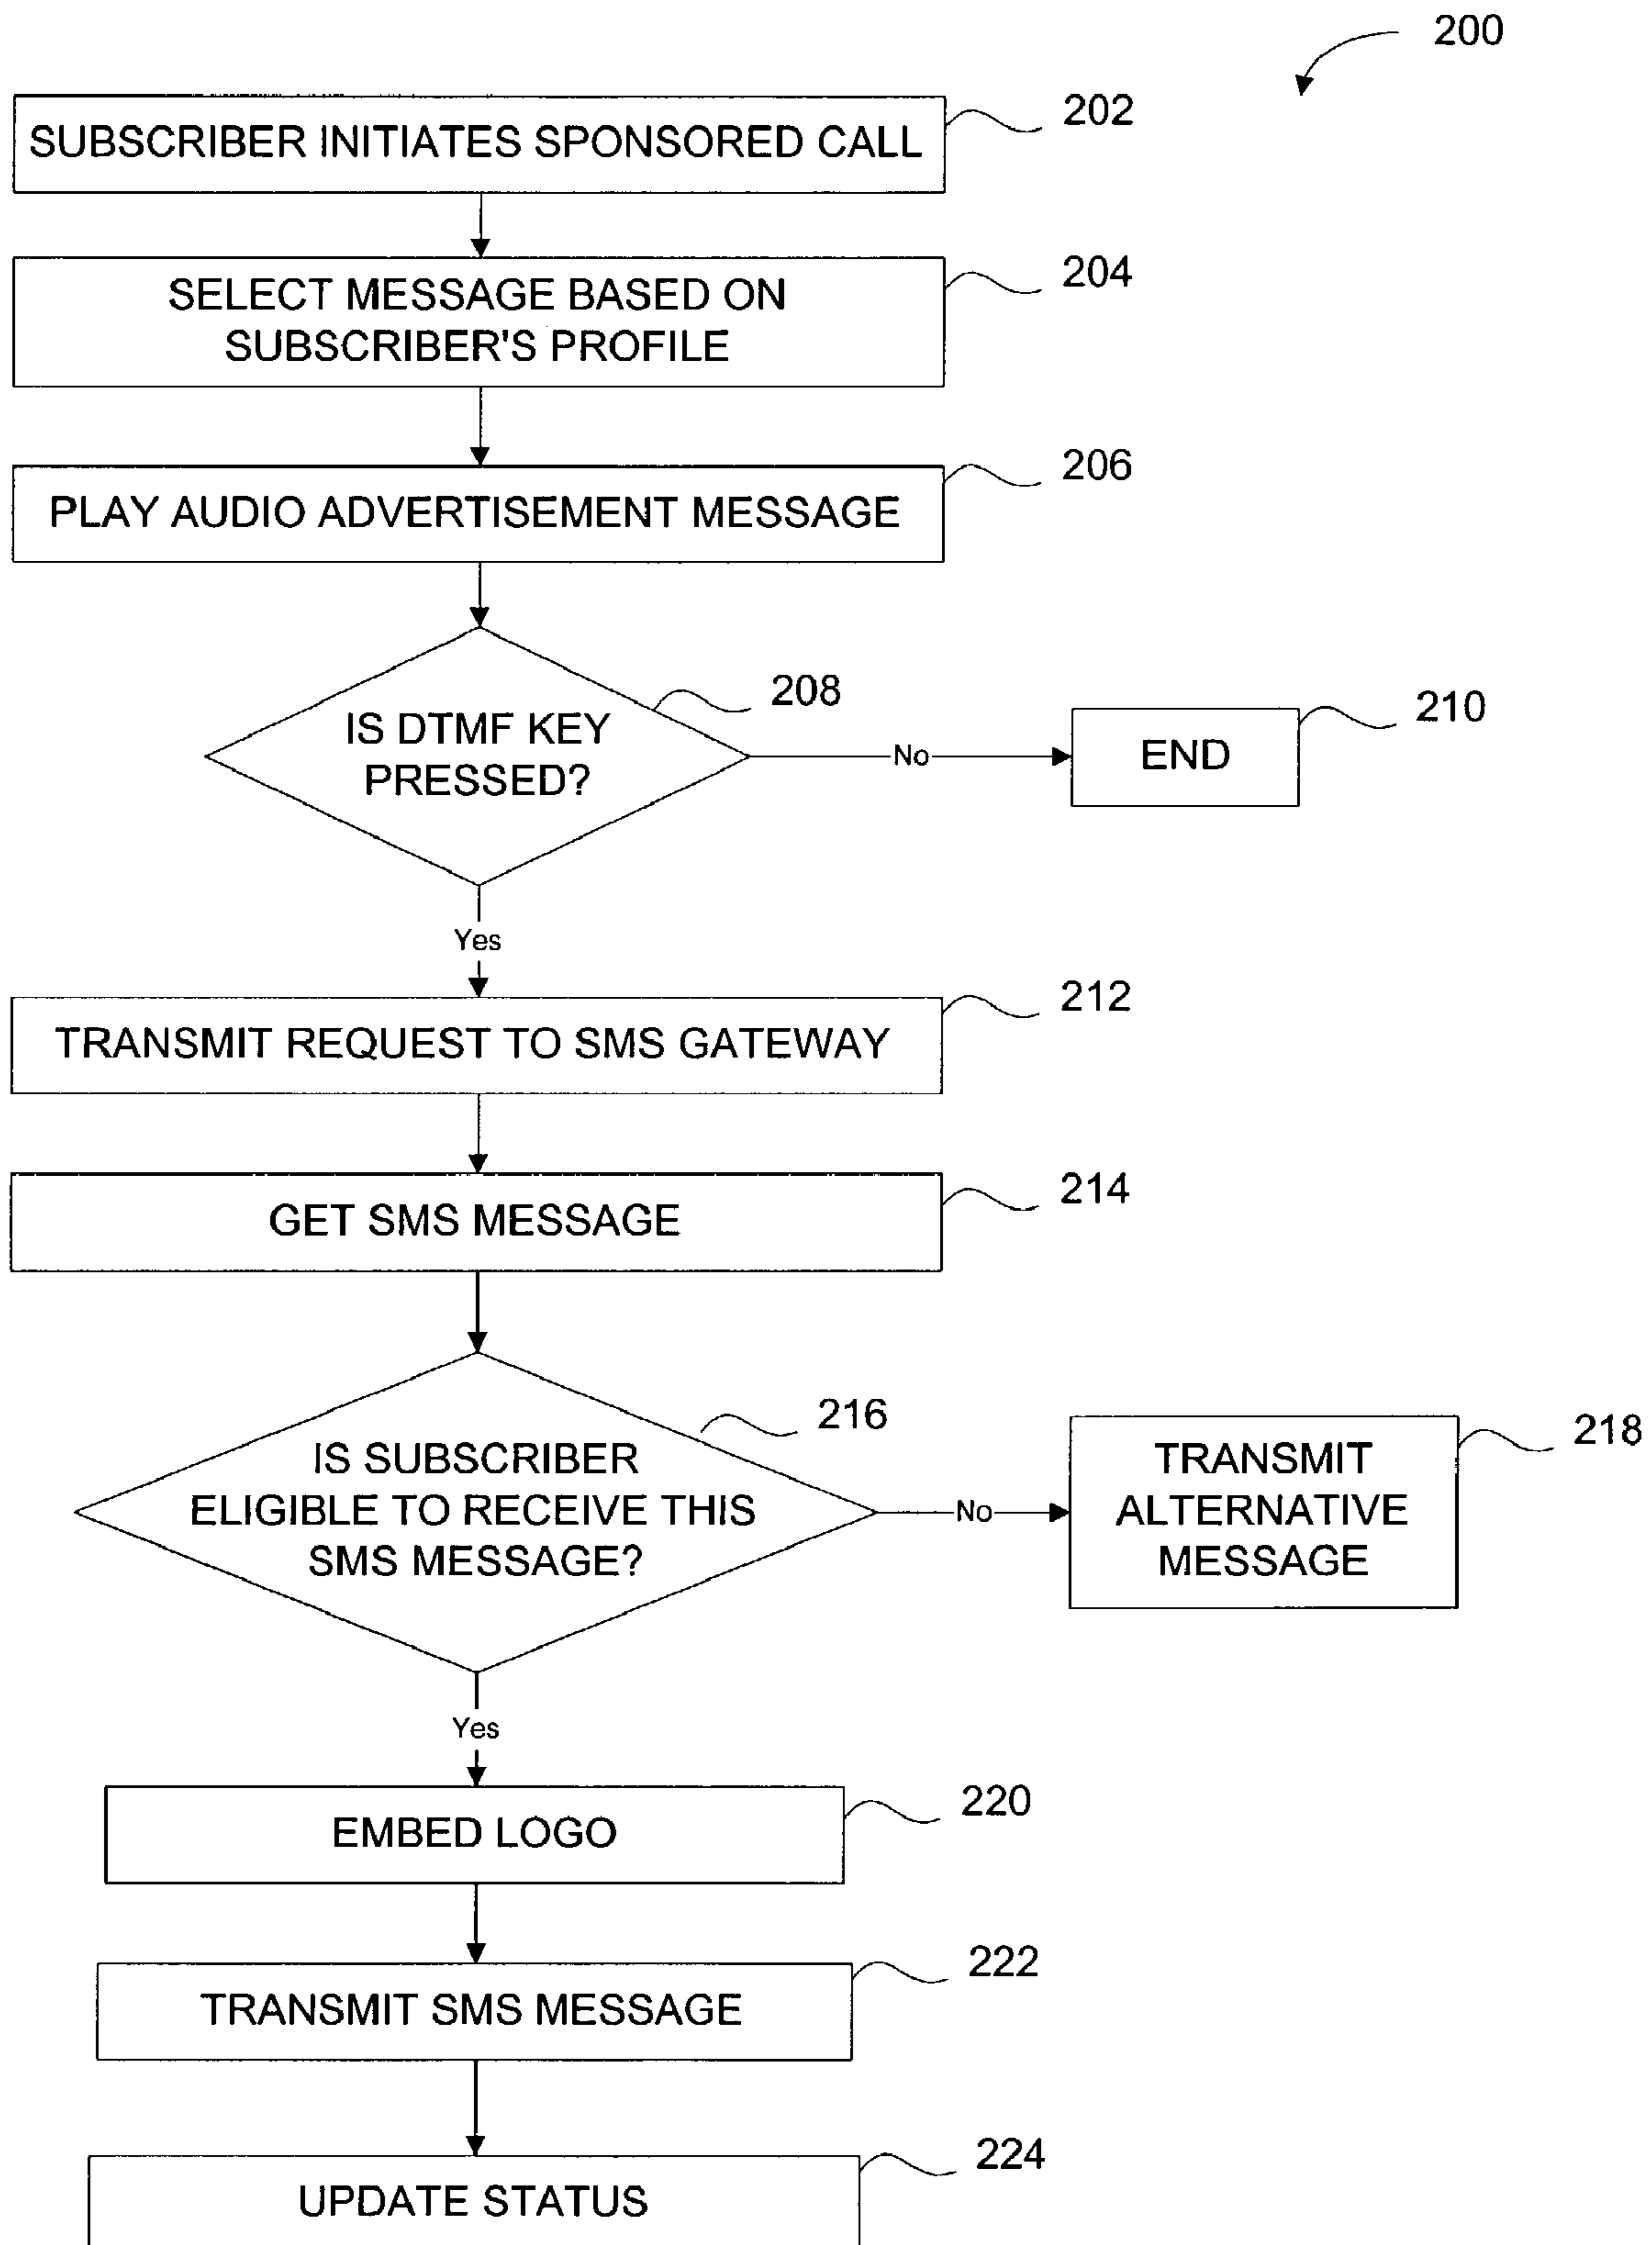 200
SUBSCRIBER INITIATES SPONSORED CALL
202
SELECT MESSAGE BASED ON
SUBSCRIBER'S PROFILE
204
PLAY AUDIO ADVERTISEMENT MESSAGE
206
IS DTMF KEY
PRESSED?
208
No
END
210
Yes
TRANSMIT REQUEST TO SMS GATEWAY
212
GET SMS MESSAGE
214
IS SUBSCRIBER
ELIGIBLE TO RECEIVE THIS
SMS MESSAGE?
216
No
TRANSMIT
ALTERNATIVE
MESSAGE
218
Yes
EMBED LOGO
220
TRANSMIT SMS MESSAGE
222
UPDATE STATUS
224